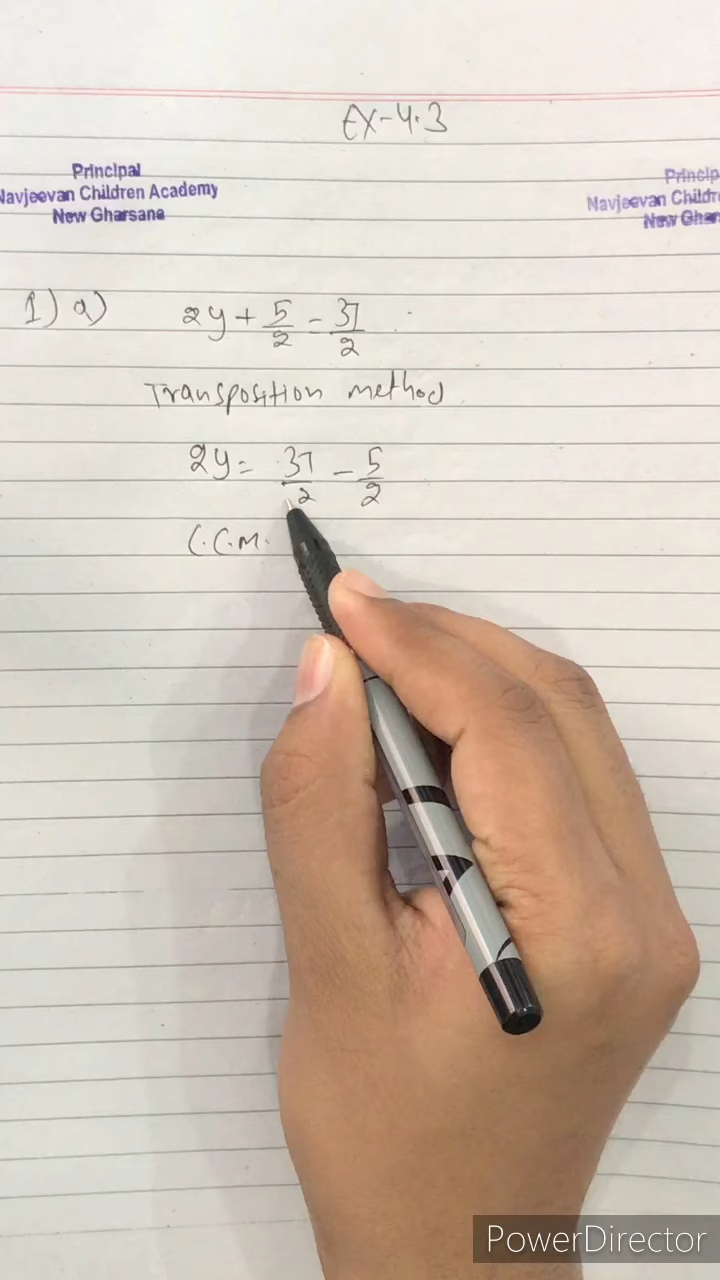 Ex-4.3
Principal
Navjeevan Children Academy
New Gharsana
Princip
Navjeevan Childre
New Ghar
1) a) 2y + 5/2 = 37/2
Transposition method
2y = 37/2 - 5/2
L.C.M.
PowerDirector